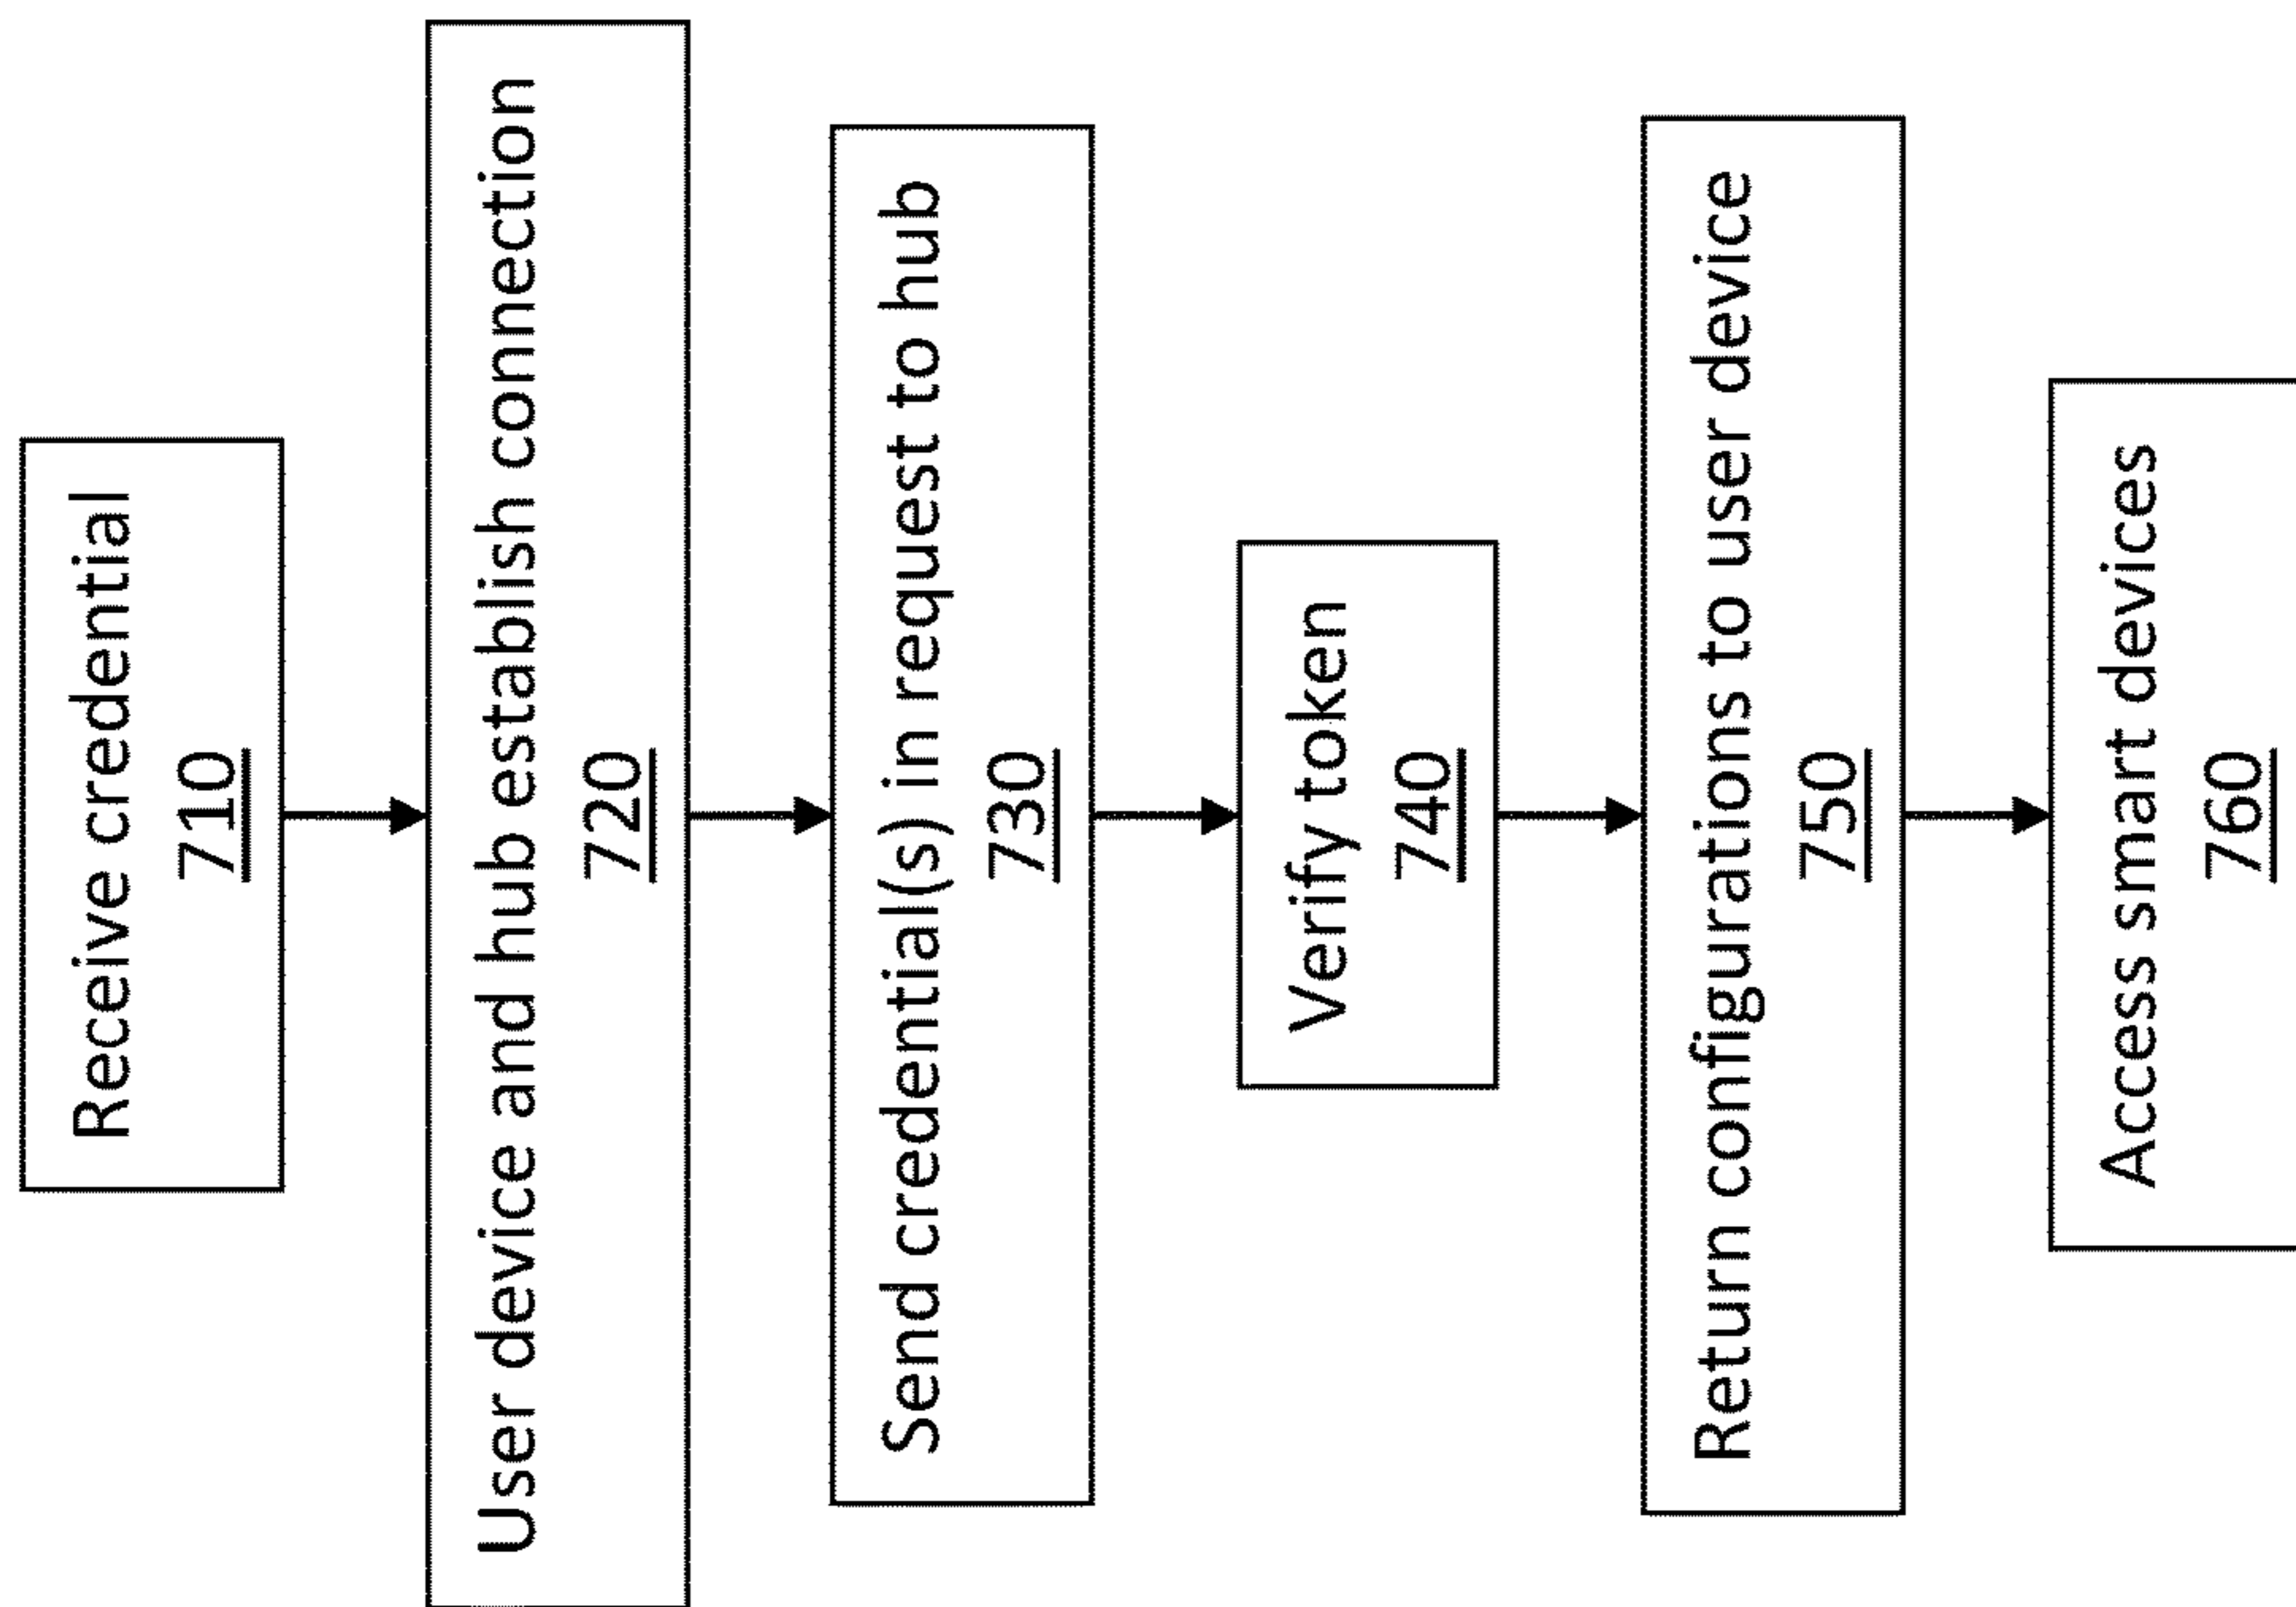 Receive credential
710
User device and hub establish connection
720
Send credential(s) in request to hub
730
Verify token
740
Return configurations to user device
750
Access smart devices
760